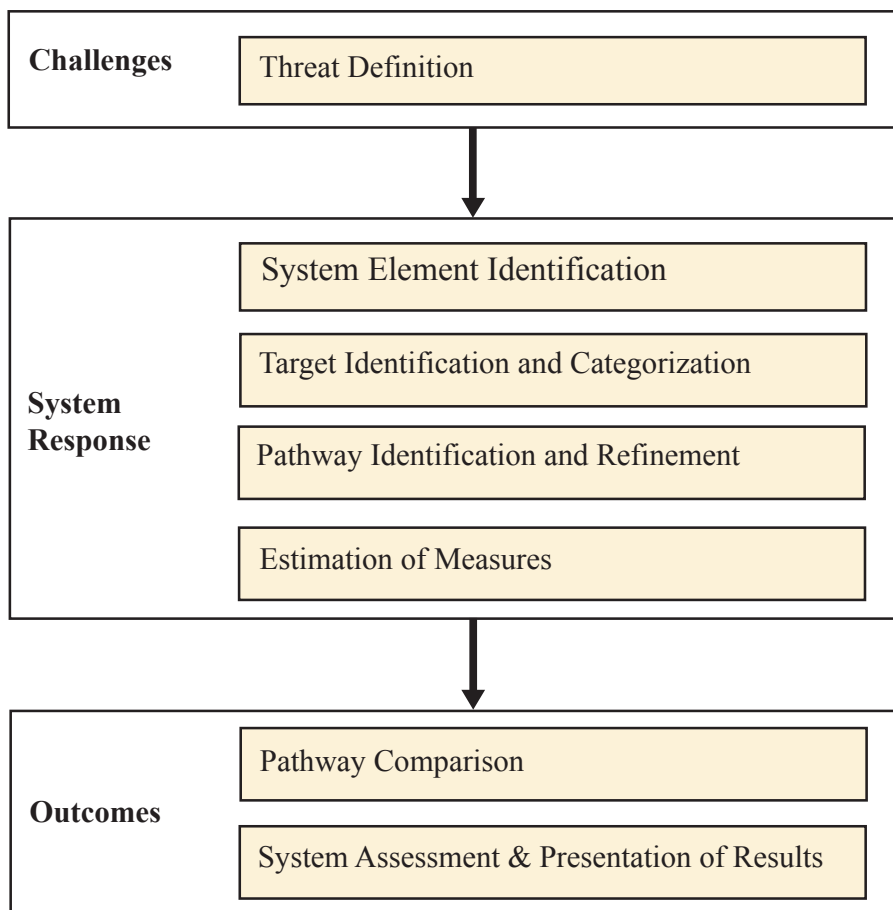 Challenges
Threat Definition
System Element Identification
Target Identification and Categorization
System
Response
Pathway Identification and Refinement
Estimation of Measures
Pathway Comparison
Outcomes
System Assessment & Presentation of Results